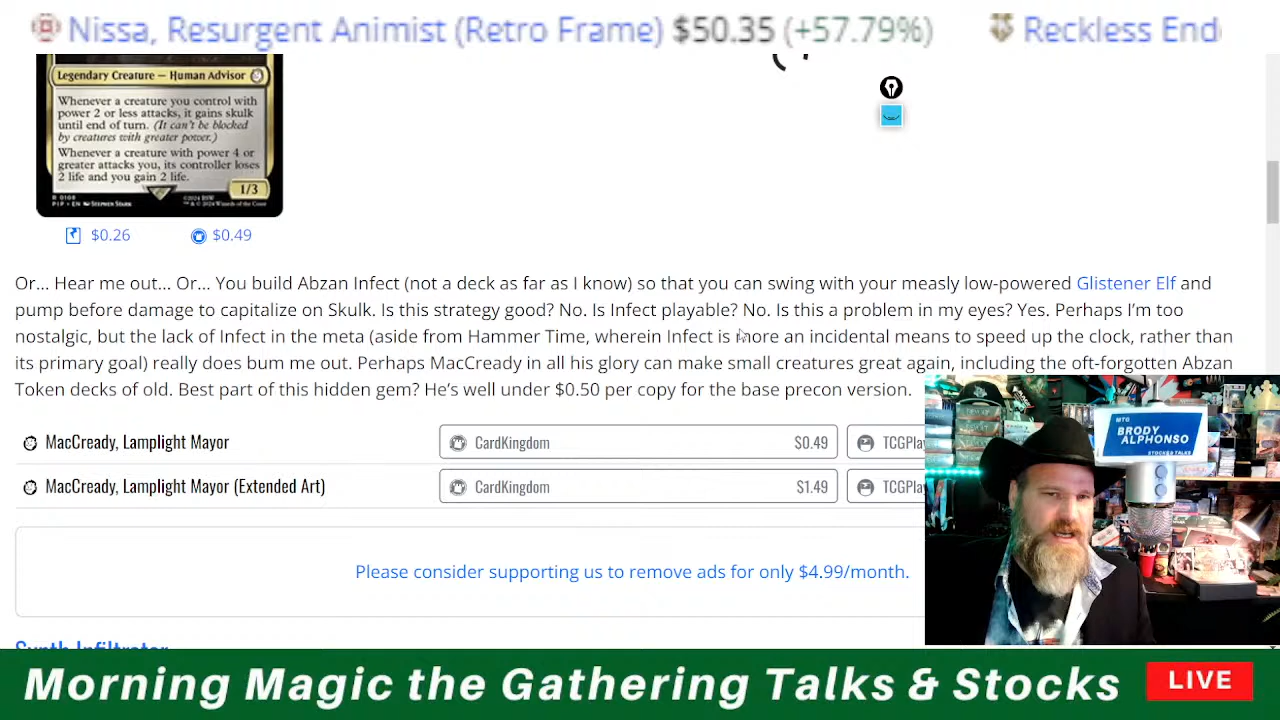 Nissa, Resurgent Animist (Retro Frame) $50.35 (+57.79%) Reckless End
Legendary Creature — Human Advisor
Whenever a creature you control with
power 2 or less attacks, it gains skulk
until end of turn. (It can't be blocked
by creatures with greater power.)
Whenever a creature with power 4 or
greater attacks you, its controller loses
2 life and you gain 2 life.
1/3
R 0108
PIP • EN Stephen Stark
$0.26 $0.49
Or... Hear me out... Or... You build Abzan Infect (not a deck as far as I know) so that you can swing with your measly low-powered Glistener Elf and
pump before damage to capitalize on Skulk. Is this strategy good? No. Is Infect playable? No. Is this a problem in my eyes? Yes. Perhaps I'm too
nostalgic, but the lack of Infect in the meta (aside from Hammer Time, wherein Infect is more an incidental means to speed up the clock, rather than
its primary goal) really does bum me out. Perhaps MacCready in all his glory can make small creatures great again, including the oft-forgotten Abzan
Token decks of old. Best part of this hidden gem? He's well under $0.50 per copy for the base precon version.
MacCready, Lamplight Mayor CardKingdom $0.49 TCGPla
MacCready, Lamplight Mayor (Extended Art) CardKingdom $1.49 TCGPla
Please consider supporting us to remove ads for only $4.99/month.
MTG
BRODY
ALPHONSO
STOCKS & TALKS
Synth Infiltrator
Morning Magic the Gathering Talks & Stocks LIVE